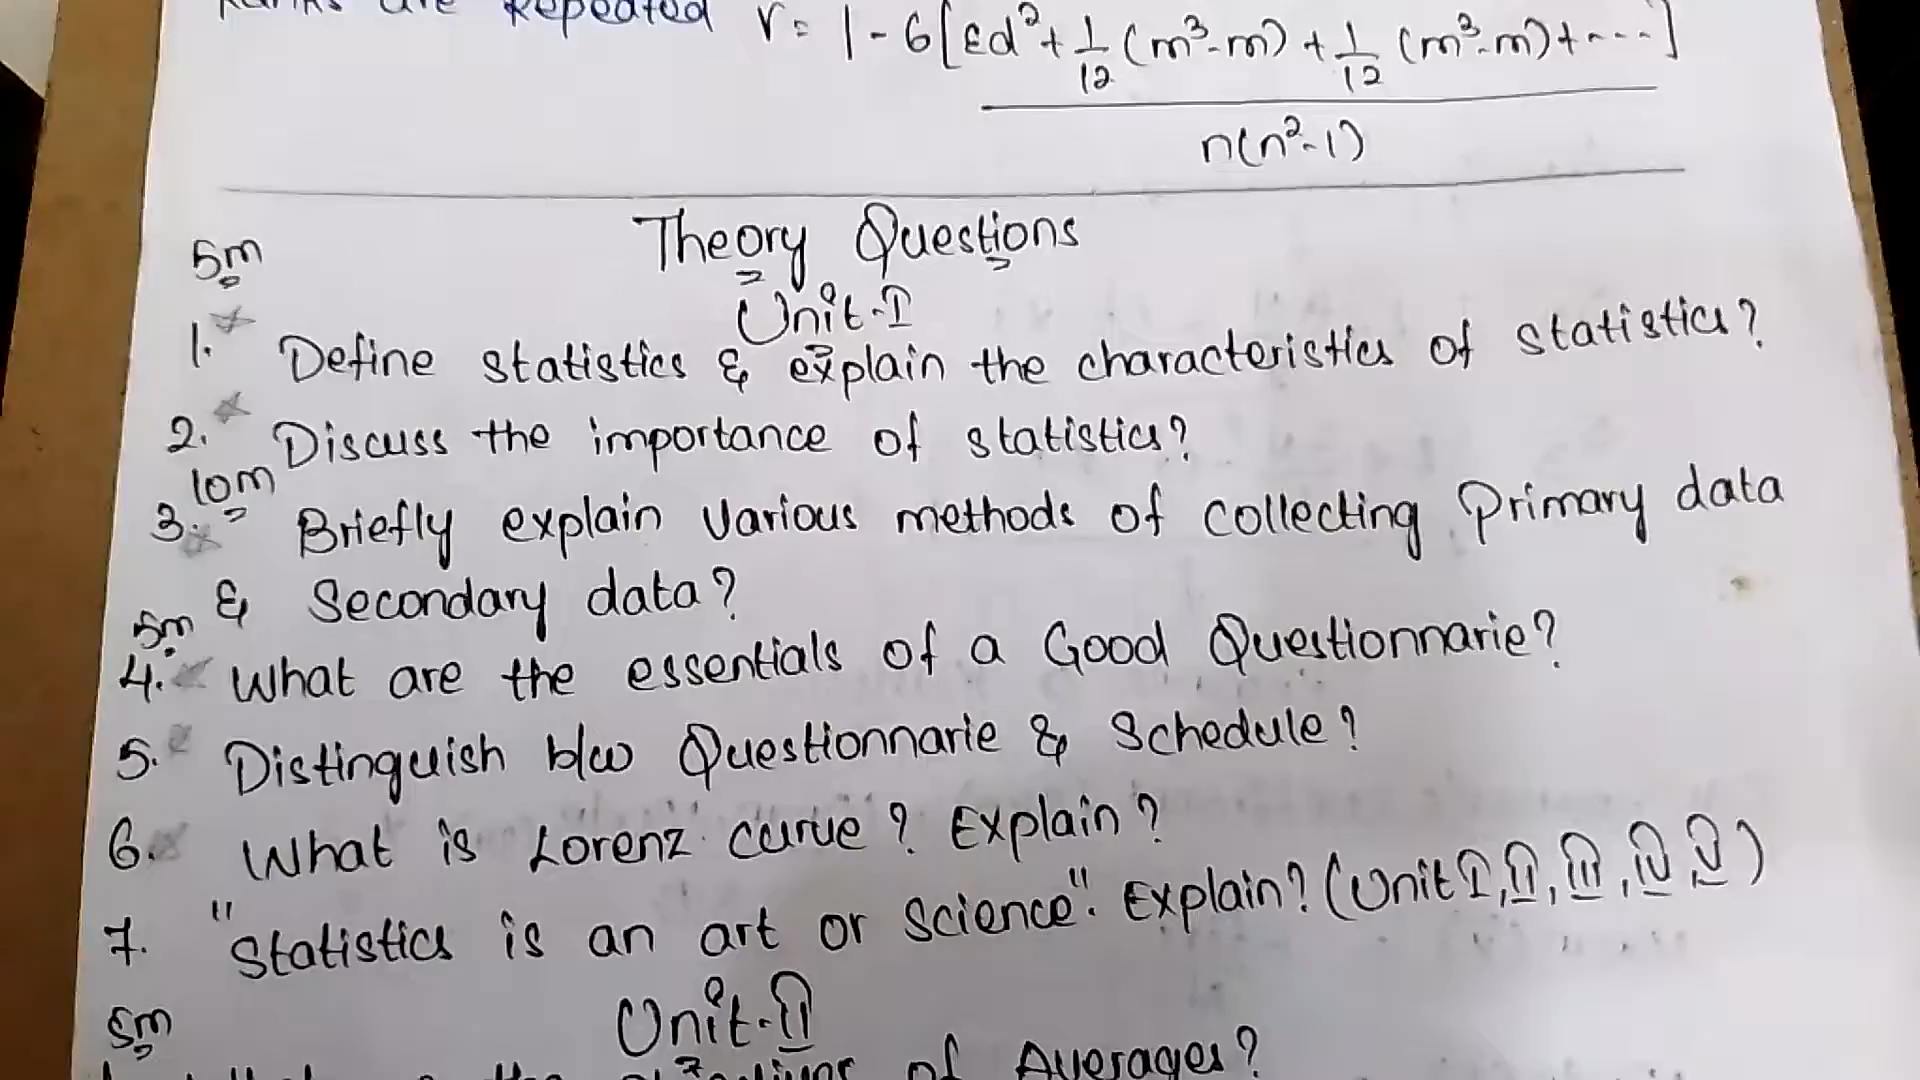 Ranks are Repeated r = 1 - 6[Σd²+ 1/12 (m³-m) + 1/12 (m³-m)+----]
n(n²-1)
Theory Questions
5m
Unit-I
1. Define statistics & explain the characteristics of statistics?
2. Discuss the importance of statistics?
10m
3. Briefly explain various methods of collecting Primary data
& Secondary data?
5m
4. What are the essentials of a Good Questionnarie?
5. Distinguish b/w Questionnarie & Schedule?
6. What is Lorenz curve? Explain?
7. "Statistics is an art or Science". Explain? (Unit I, II, III, IV, V)
5m
Unit-II
of Averages?